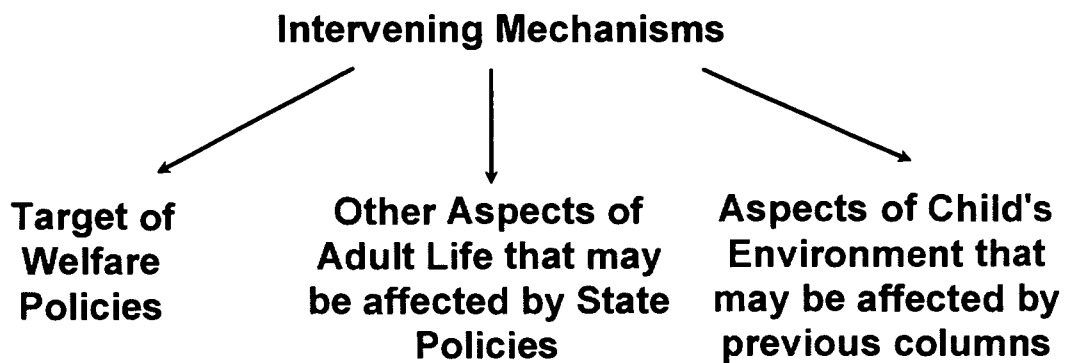 Intervening Mechanisms
Target of
Welfare
Policies
Other Aspects of
Adult Life that may
be affected by State
Policies
Aspects of Child's
Environment that
may be affected by
previous columns